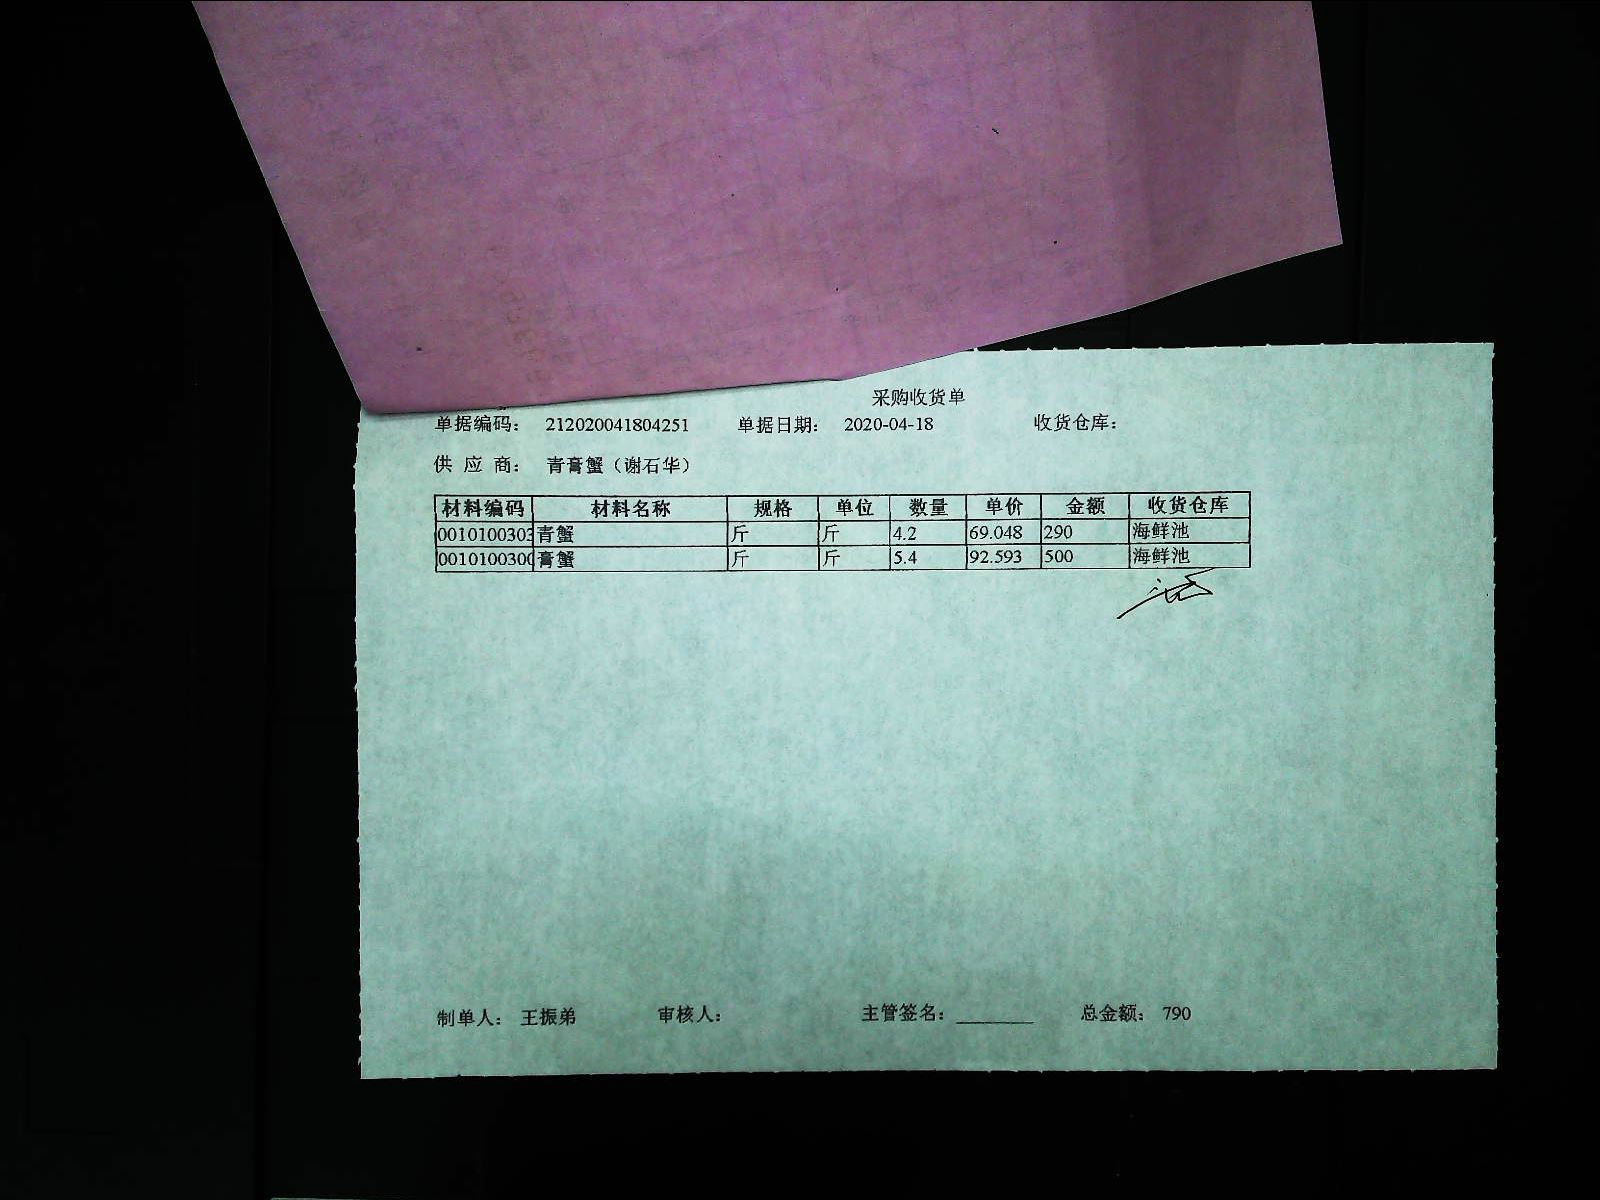 采购收货单
单据编码： 212020041804251 单据日期： 2020-04-18 收货仓库：
供 应 商： 青膏蟹（谢石华）
材料编码 材料名称 规格 单位 数量 单价 金额 收货仓库
0010100303 青蟹 斤 斤 4.2 69.048 290 海鲜池
001010030 膏蟹 斤 斤 5.4 92.593 500 海鲜池
制单人： 王振弟 审核人： 主管签名： 总金额： 790